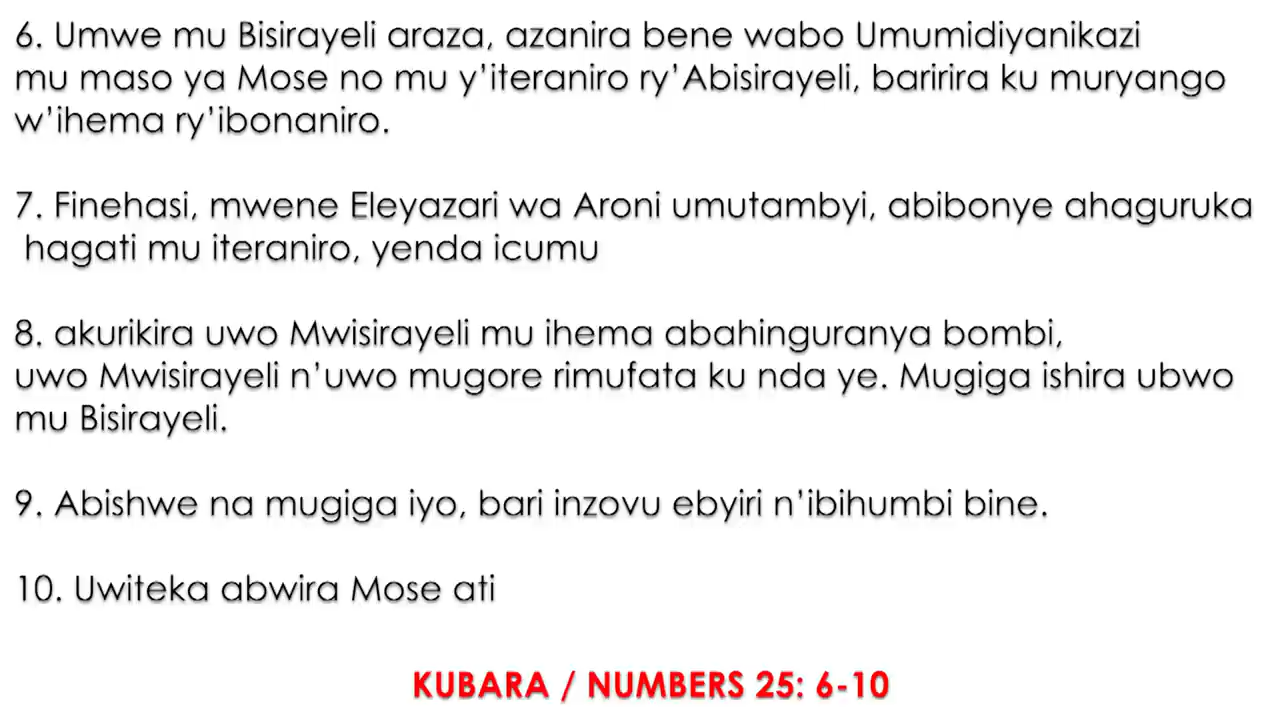 6. Umwe mu Bisirayeli araza, azanira bene wabo Umumidiyanikazi
mu maso ya Mose no mu y’iteraniro ry’Abisirayeli, baririra ku muryango
w’ihema ry’ibonaniro.
7. Finehasi, mwene Eleyazari wa Aroni umutambyi, abibonye ahaguruka
hagati mu iteraniro, yenda icumu
8. akurikira uwo Mwisirayeli mu ihema abahinguranya bombi,
uwo Mwisirayeli n’uwo mugore rimufata ku nda ye. Mugiga ishira ubwo
mu Bisirayeli.
9. Abishwe na mugiga iyo, bari inzovu ebyiri n’ibihumbi bine.
10. Uwiteka abwira Mose ati
KUBARA / NUMBERS 25: 6-10